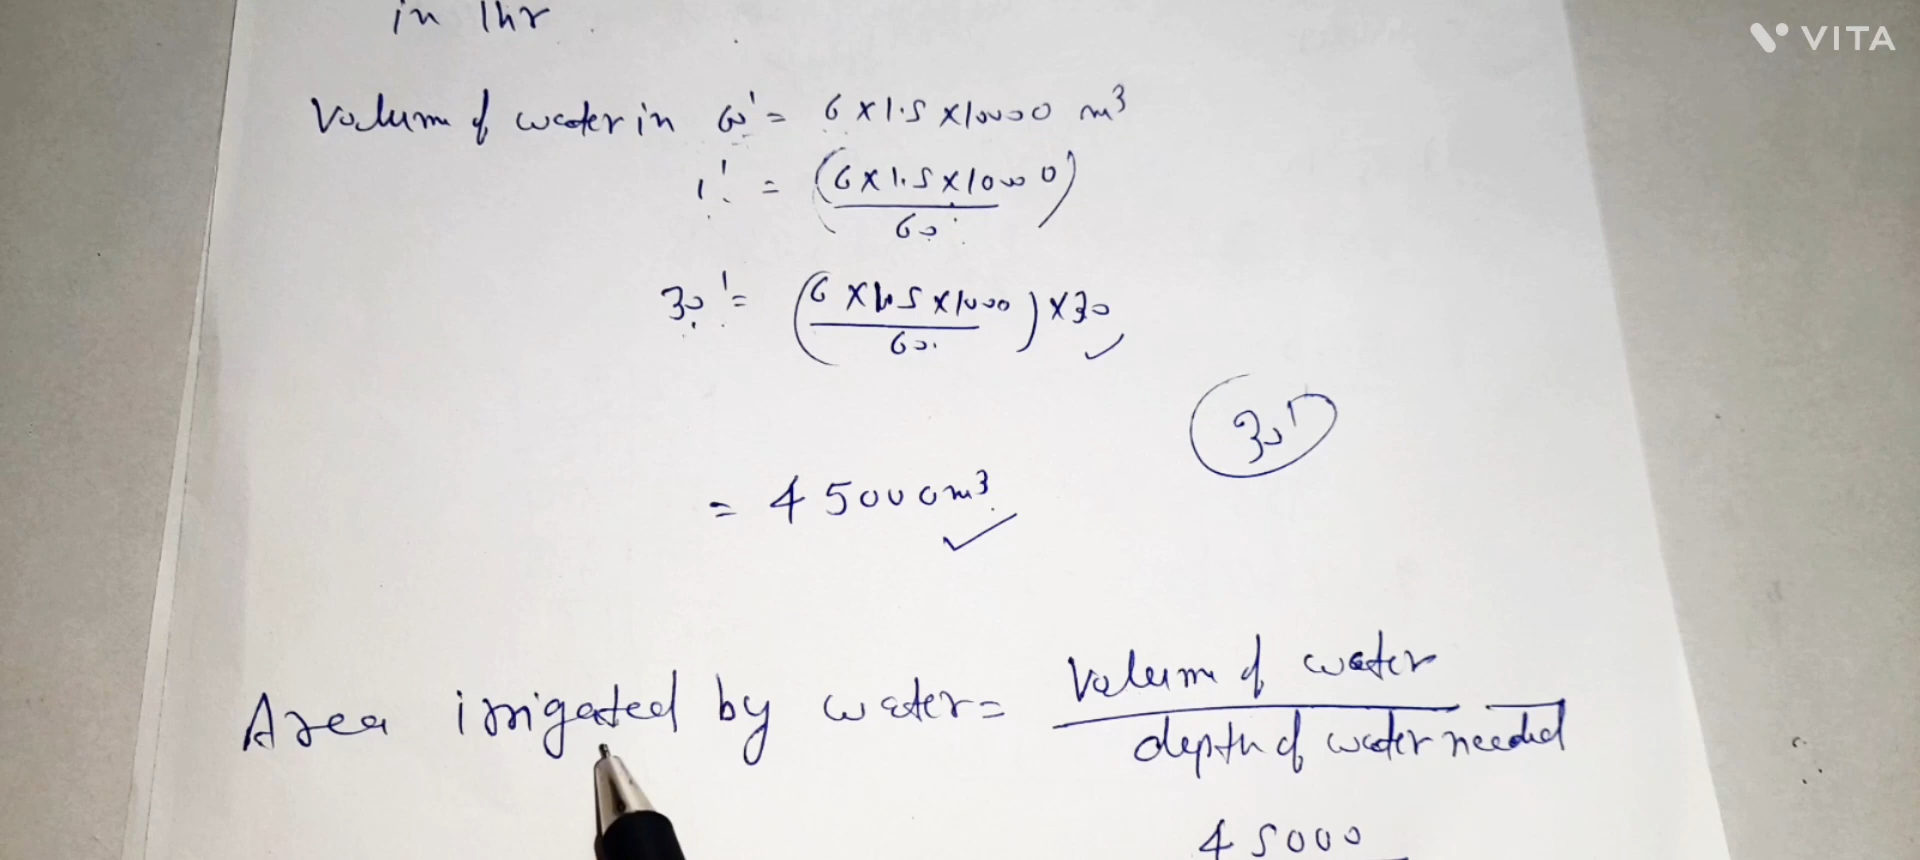 in 1hr
VITA
Volume of water in 60' = 6 × 1.5 × 10000 m³
1' = (6 × 1.5 × 10000)
60
30' = (6 × 1.5 × 10000) × 30
60
30'
= 45000 m³
Area irrigated by water = Volume of water
depth of water needed
45000